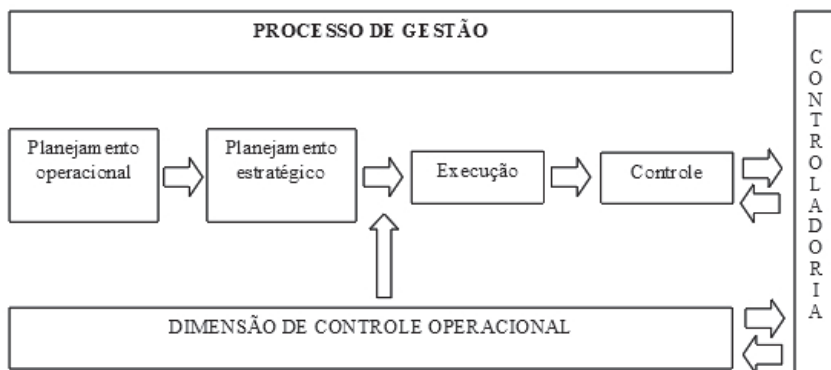 PROCESSO DE GESTÃO
Planejamento
operacional
Planejamento
estratégico
Execução
Controle
DIMENSÃO DE CONTROLE OPERACIONAL
C
O
N
T
R
O
L
A
D
O
R
I
A